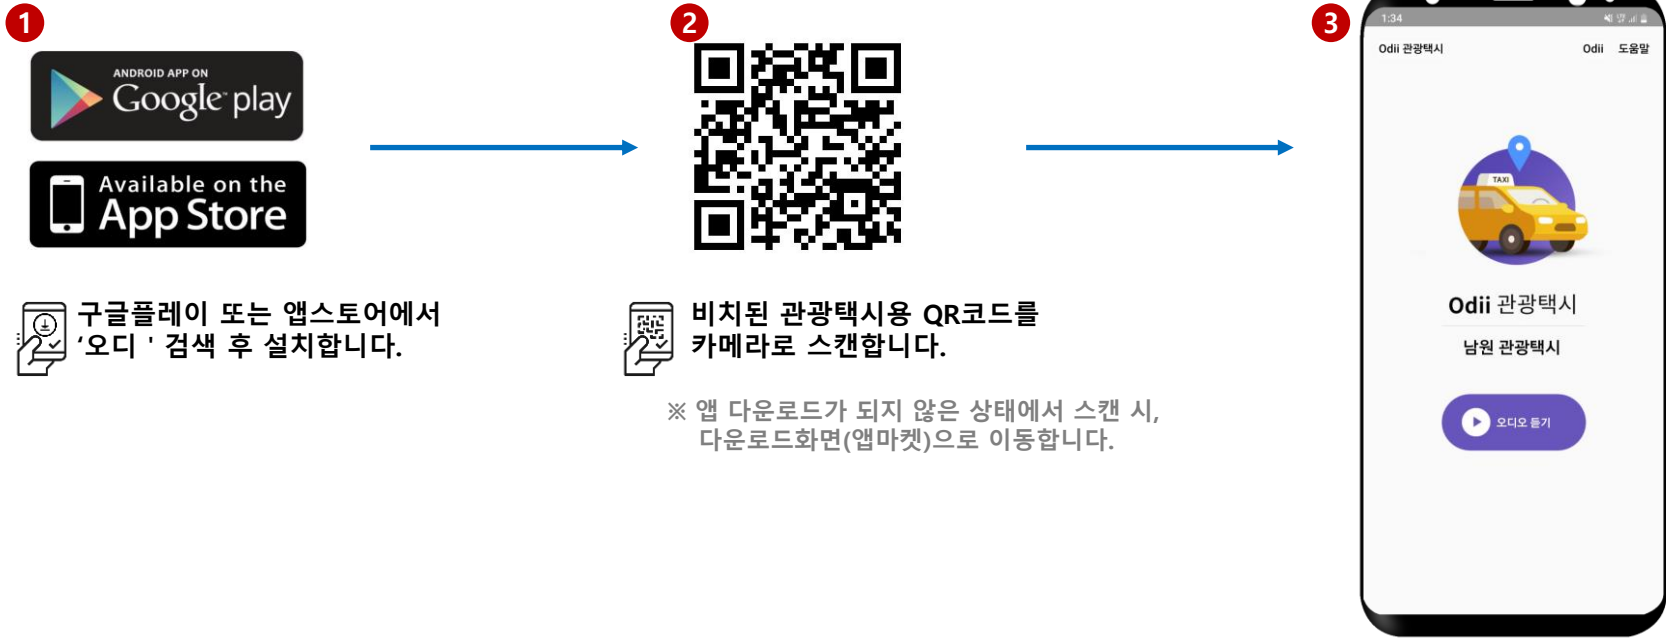 1
ANDROID APP ON
Google play
Available on the
App Store
구글플레이 또는 앱스토어에서
‘오디 ' 검색 후 설치합니다.
2
비치된 관광택시용 QR코드를
카메라로 스캔합니다.
※ 앱 다운로드가 되지 않은 상태에서 스캔 시,
다운로드화면(앱마켓)으로 이동합니다.
3
1:34
Odii 관광택시
Odii 도움말
TAXI
Odii 관광택시
남원 관광택시
오디오 듣기